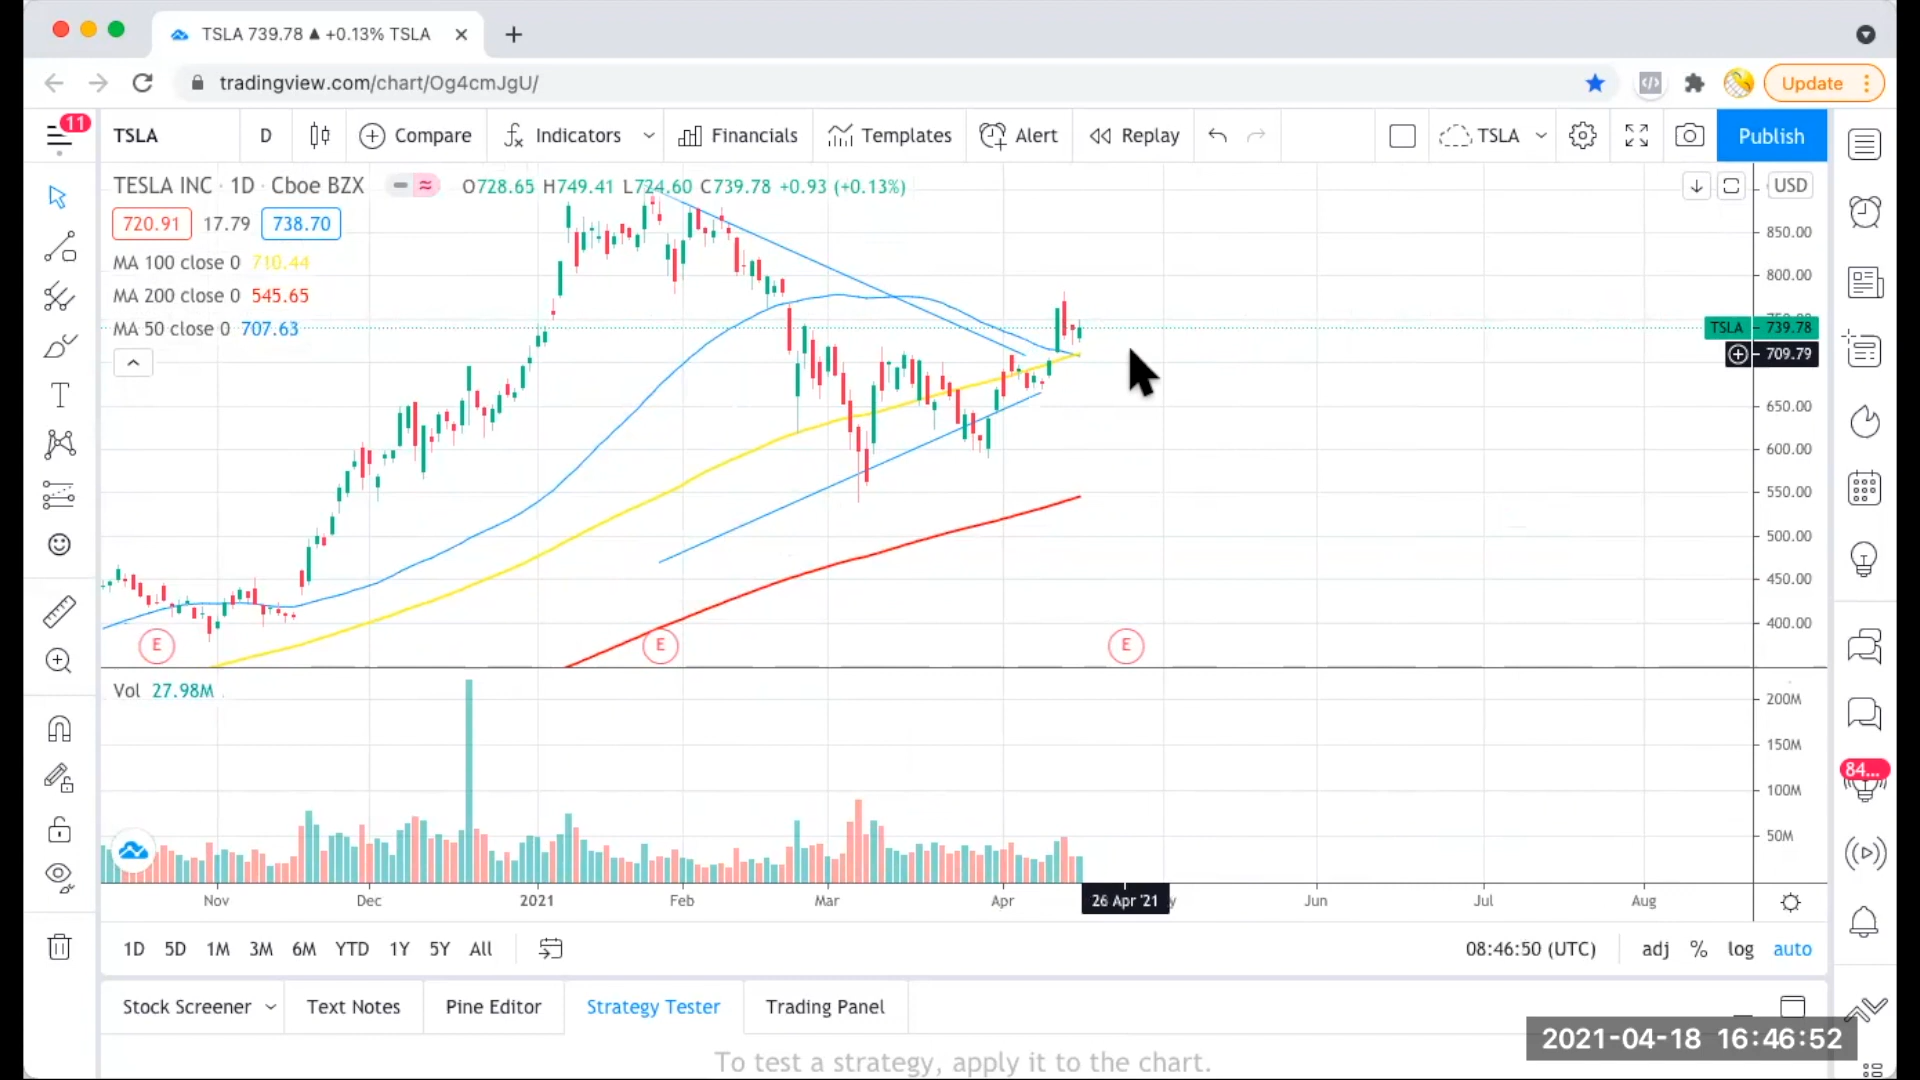 TSLA 739.78 ▲ +0.13% TSLA
tradingview.com/chart/Og4cmJgU/
Update
11
TSLA
D
Compare
Indicators
Financials
Templates
Alert
Replay
TSLA
Publish
TESLA INC · 1D · Cboe BZX
O728.65 H749.41 L724.60 C739.78 +0.93 (+0.13%)
USD
720.91 17.79 738.70
MA 100 close 0 710.44
MA 200 close 0 545.65
MA 50 close 0 707.63
850.00
800.00
TSLA 739.78
709.79
650.00
600.00
550.00
500.00
450.00
400.00
E
E
E
Vol 27.98M
200M
150M
100M
50M
84...
Nov
Dec
2021
Feb
Mar
Apr
26 Apr '21
Jun
Jul
Aug
1D 5D 1M 3M 6M YTD 1Y 5Y All
08:46:50 (UTC)
adj % log auto
Stock Screener
Text Notes
Pine Editor
Strategy Tester
Trading Panel
2021-04-18 16:46:52
To test a strategy, apply it to the chart.